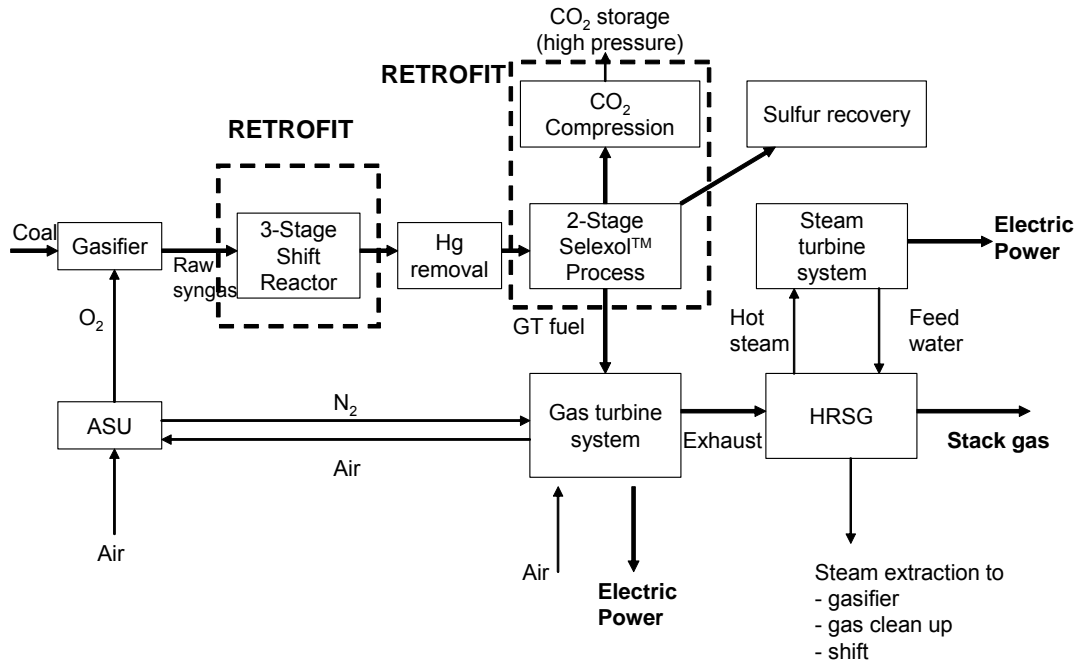 CO₂ storage
(high pressure)
RETROFIT
CO₂
Compression
Sulfur recovery
RETROFIT
Coal
Gasifier
Raw
syngas
3-Stage
Shift
Reactor
Hg
removal
2-Stage
Selexol™
Process
Steam
turbine
system
Electric
Power
O₂
GT fuel
Hot
steam
Feed
water
ASU
N₂
Air
Gas turbine
system
Exhaust
HRSG
Stack gas
Air
Air
Electric
Power
Steam extraction to
- gasifier
- gas clean up
- shift